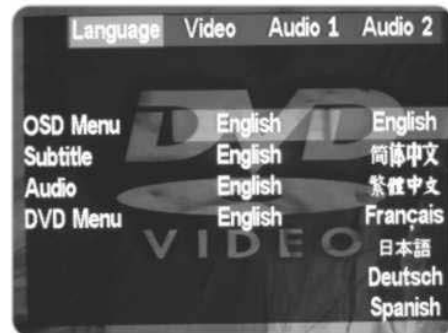 Language Video Audio 1 Audio 2
DVD
OSD Menu English English
Subtitle English 简体中文
Audio English 繁體中文
DVD Menu English Français
VIDEO
日本語
Deutsch
Spanish